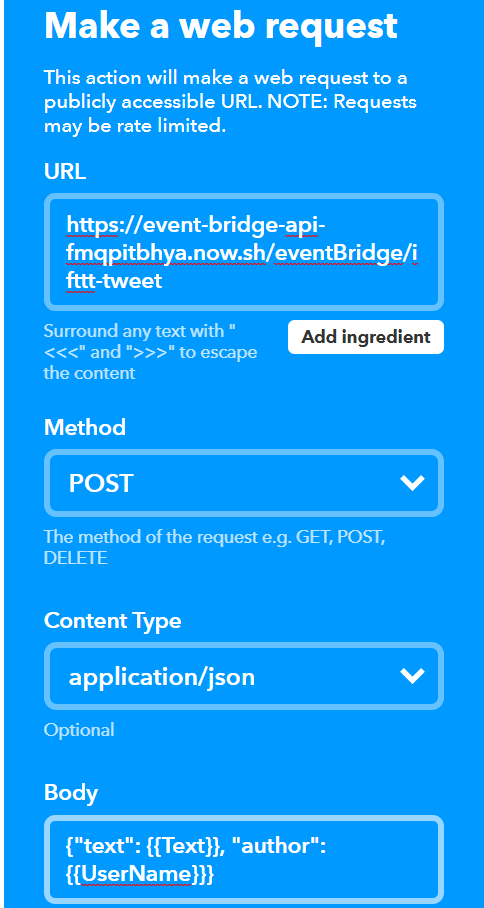 Make a web request
This action will make a web request to a
publicly accessible URL. NOTE: Requests
may be rate limited.
URL
https://event-bridge-api-
fmqpitbhya.now.sh/eventBridge/i
fttt-tweet
Surround any text with "
<<<" and ">>>" to escape
the content
Add ingredient
Method
POST
The method of the request e.g. GET, POST,
DELETE
Content Type
application/json
Optional
Body
{"text": {{Text}}, "author":
{{UserName}}}